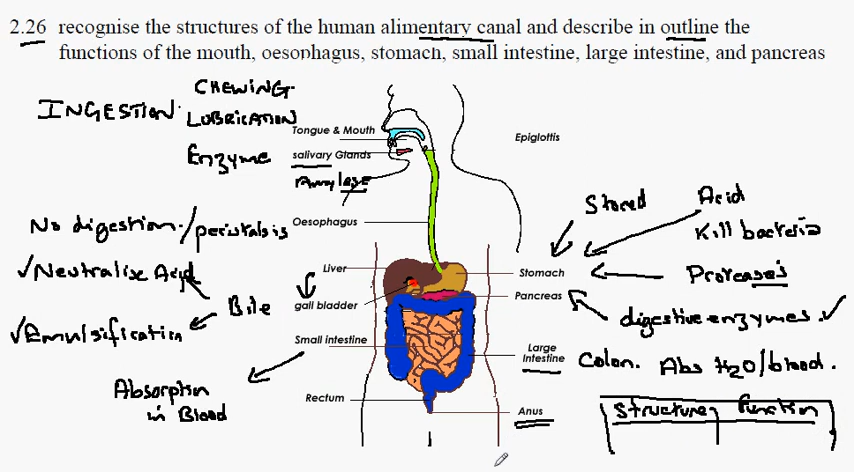 2.26 recognise the structures of the human alimentary canal and describe in outline the
functions of the mouth, oesophagus, stomach, small intestine, large intestine, and pancreas
CHEWING
INGESTION
LUBRICATION
Tongue & Mouth
Epiglottis
Enzyme
salivary Glands
Amylase
Stored
Acid
No digestion / peristalsis
Oesophagus
Kill bacteria
✓Neutralise Acid
Liver
Stomach
Proteases
Bile
gall bladder
Pancreas
digestive enzymes ✓
✓Emulsification
Small intestine
Large
Intestine
Colon. Abs H2O/blood.
Absorption
in Blood
Rectum
Anus
Structure
function